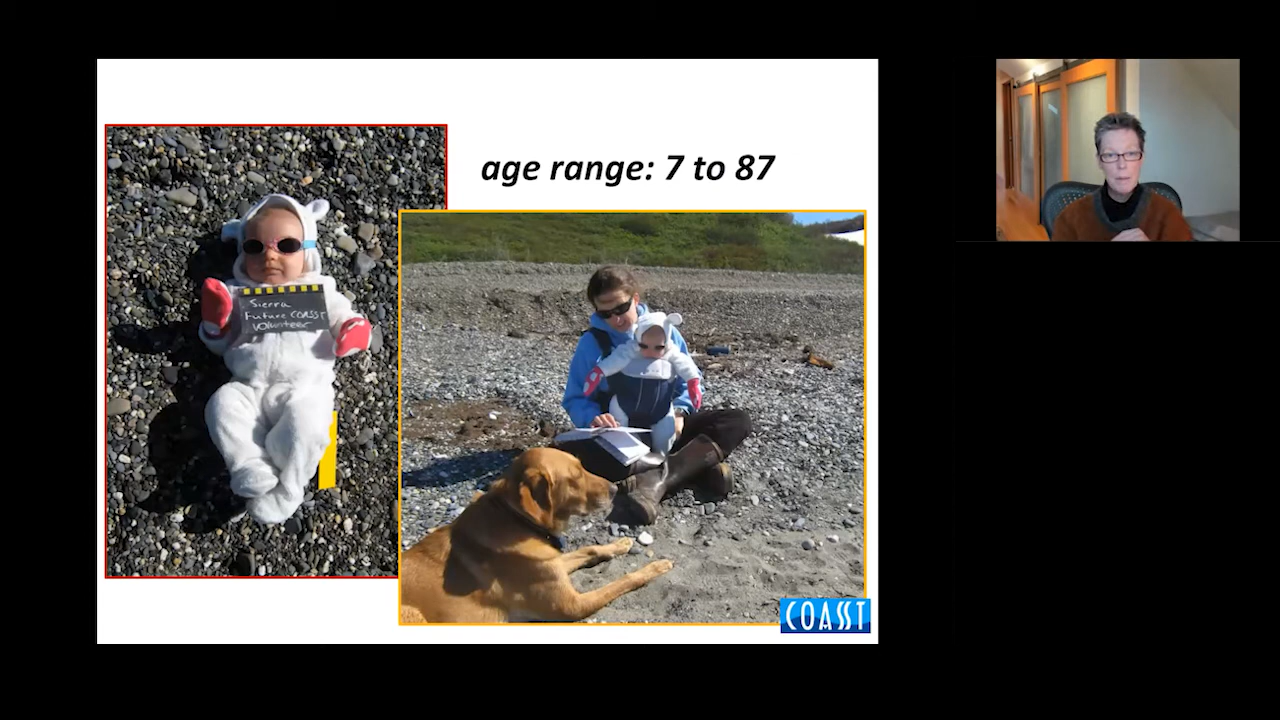 age range: 7 to 87
Sierra
Future COASST
Volunteer
COASST